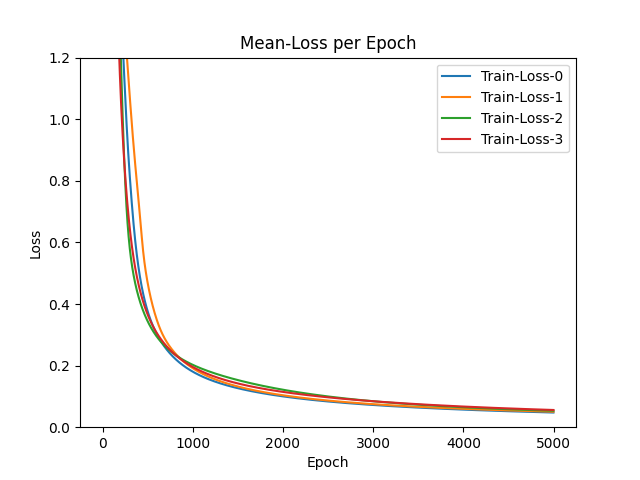 Mean-Loss per Epoch
1.2
1.0
0.8
0.6
0.4
0.2
0.0
Loss
Train-Loss-0
Train-Loss-1
Train-Loss-2
Train-Loss-3
0 1000 2000 3000 4000 5000
Epoch